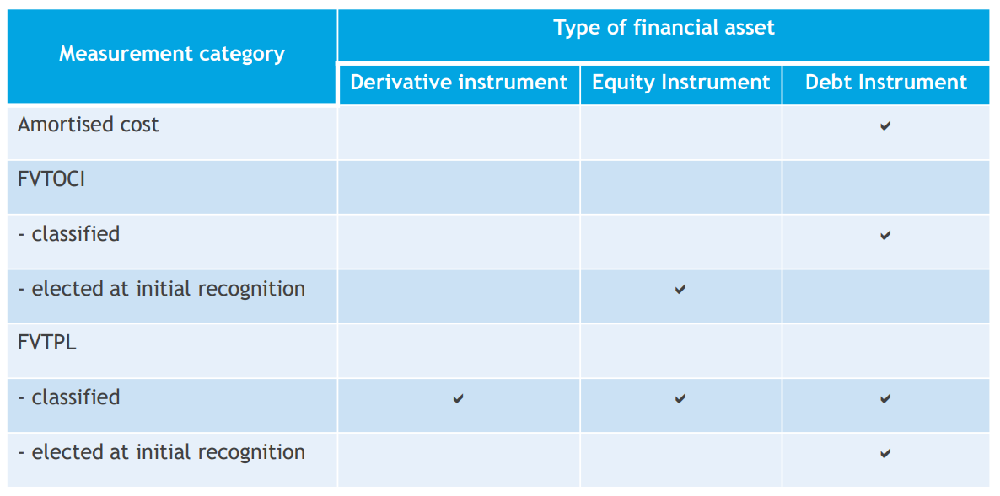 Type of financial asset
Measurement category
Derivative instrument Equity Instrument Debt Instrument
Amortised cost ✓
FVTOCI
- classified ✓
- elected at initial recognition ✓
FVTPL
- classified ✓ ✓ ✓
- elected at initial recognition ✓